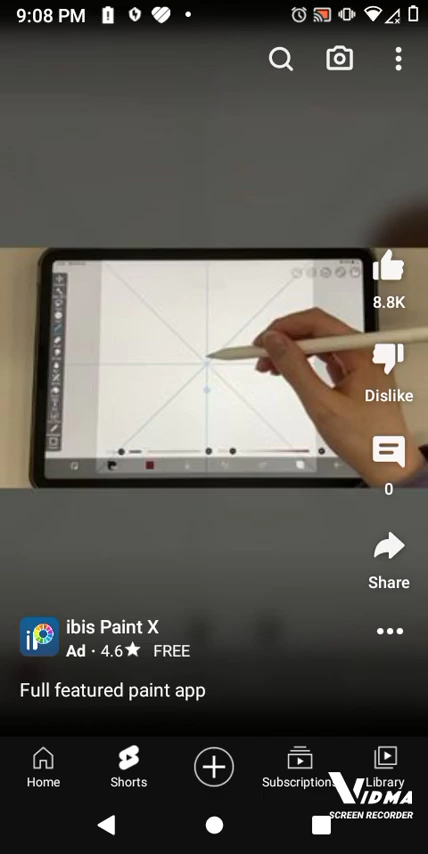 9:08 PM
8.8K
Dislike
0
Share
ibis Paint X
Ad · 4.6★ FREE
Full featured paint app
Home
Shorts
Subscriptions
Library
VIDMA
SCREEN RECORDER